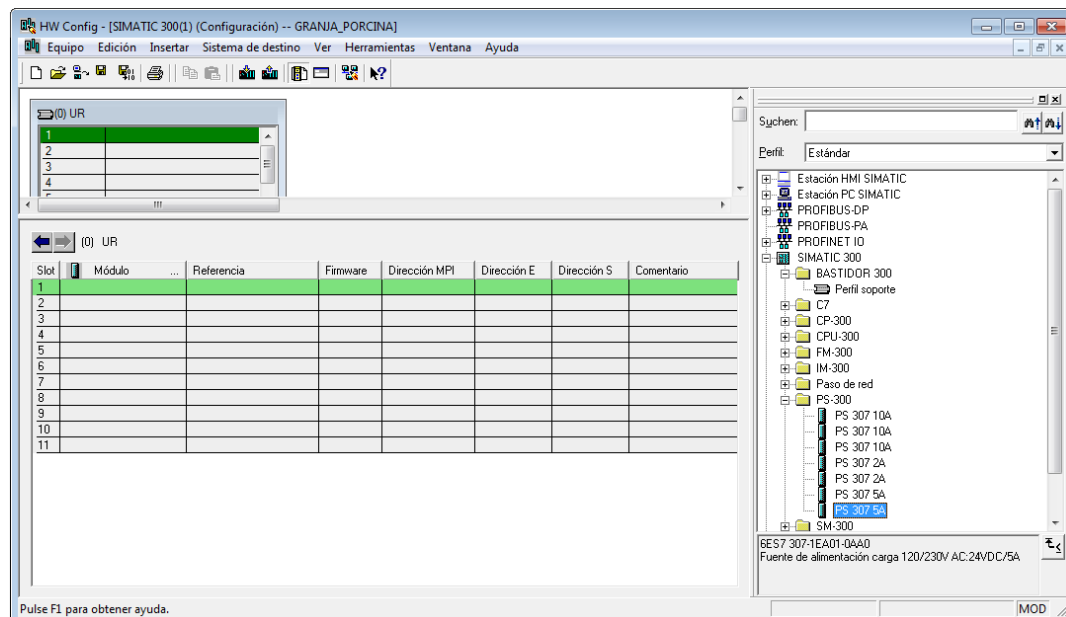 HW Config - [SIMATIC 300(1) (Configuración) -- GRANJA_PORCINA]
Equipo Edición Insertar Sistema de destino Ver Herramientas Ventana Ayuda
(0) UR
1
2
3
4
(0) UR
Slot Módulo ... Referencia Firmware Dirección MPI Dirección E Dirección S Comentario
1
2
3
4
5
6
7
8
9
10
11
Suchen:
Perfil: Estándar
Estación HMI SIMATIC
Estación PC SIMATIC
PROFIBUS-DP
PROFIBUS-PA
PROFINET IO
SIMATIC 300
BASTIDOR 300
Perfil soporte
C7
CP-300
CPU-300
FM-300
IM-300
Paso de red
PS-300
PS 307 10A
PS 307 10A
PS 307 10A
PS 307 2A
PS 307 2A
PS 307 5A
PS 307 5A
SM-300
6ES7 307-1EA01-0AA0
Fuente de alimentación carga 120/230V AC:24VDC/5A
Pulse F1 para obtener ayuda.
MOD